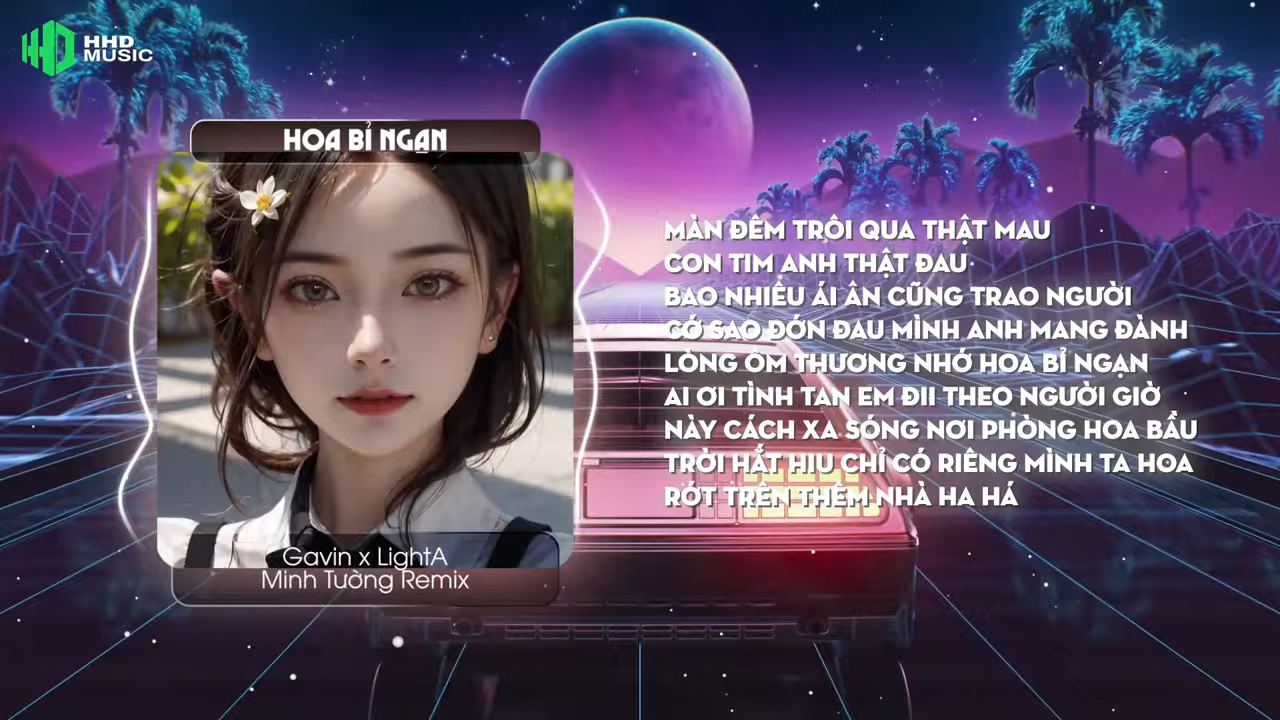 HHD
MUSIC
HOA BỈ NGẠN
MÀN ĐÊM TRÔI QUA THẬT MAU
CON TIM ANH THẬT ĐAU
BAO NHIÊU ÁI ÂN CŨNG TRAO NGƯỜI
CỚ SAO ĐỚN ĐAU MÌNH ANH MANG ĐÀNH
LÒNG ÔM THƯƠNG NHỚ HOA BỈ NGẠN
AI ƠI TÌNH TAN EM ĐII THEO NGƯỜI GIỜ
NÀY CÁCH XA SÓNG NƠI PHÒNG HOA BẦU
TRỜI HẮT HIU CHỈ CÓ RIÊNG MÌNH TA HOA
RỚT TRÊN THỀM NHÀ HA HÁ
Gavin x LightA
Minh Tường Remix